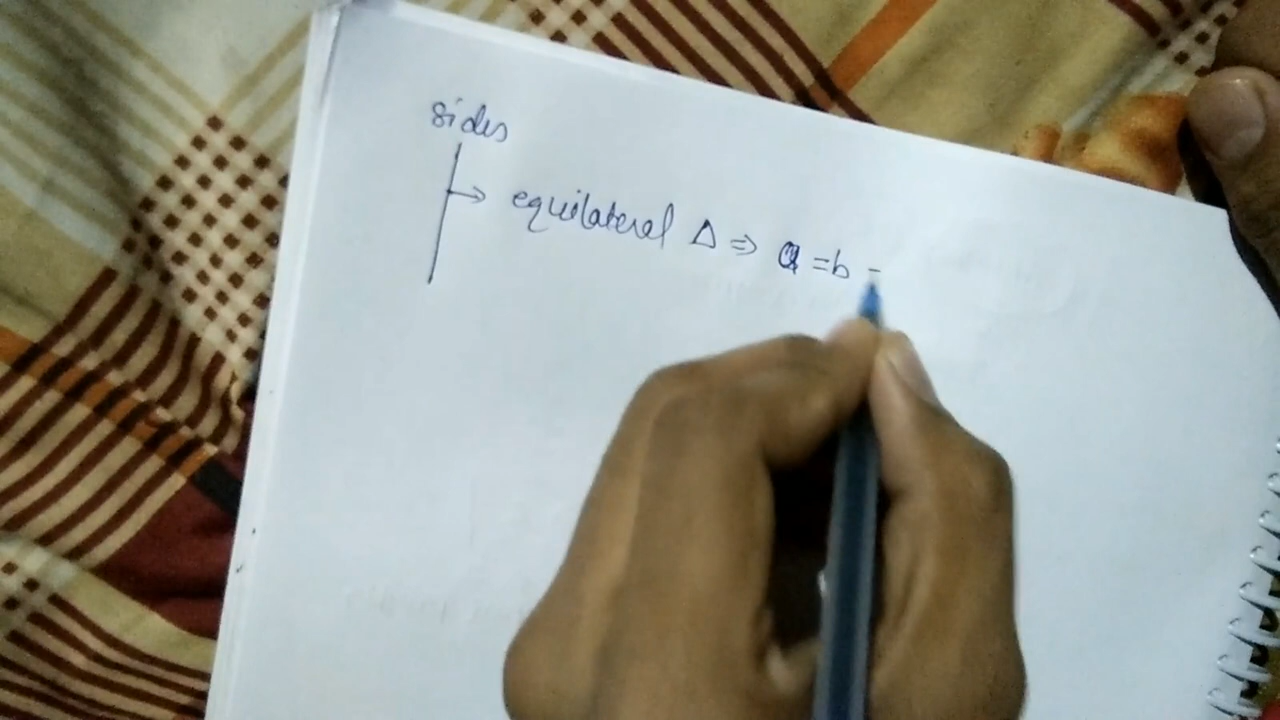 sides
→ equilateral Δ ⇒ a =b -